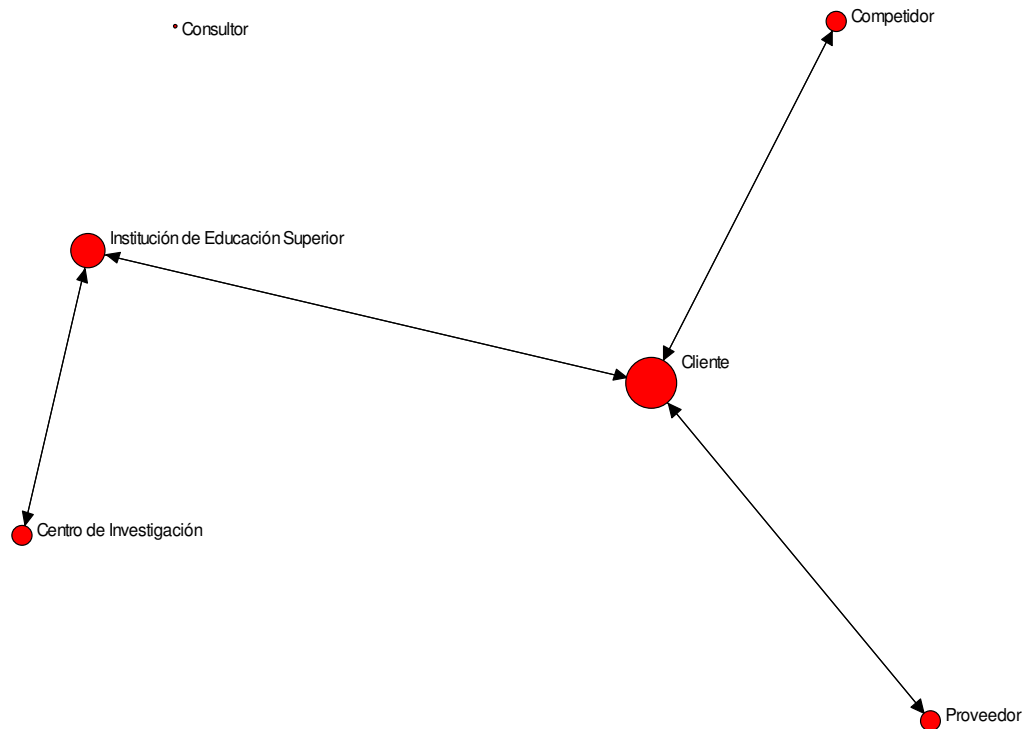 Competidor
Consultor
Institución de Educación Superior
Cliente
Centro de Investigación
Proveedor